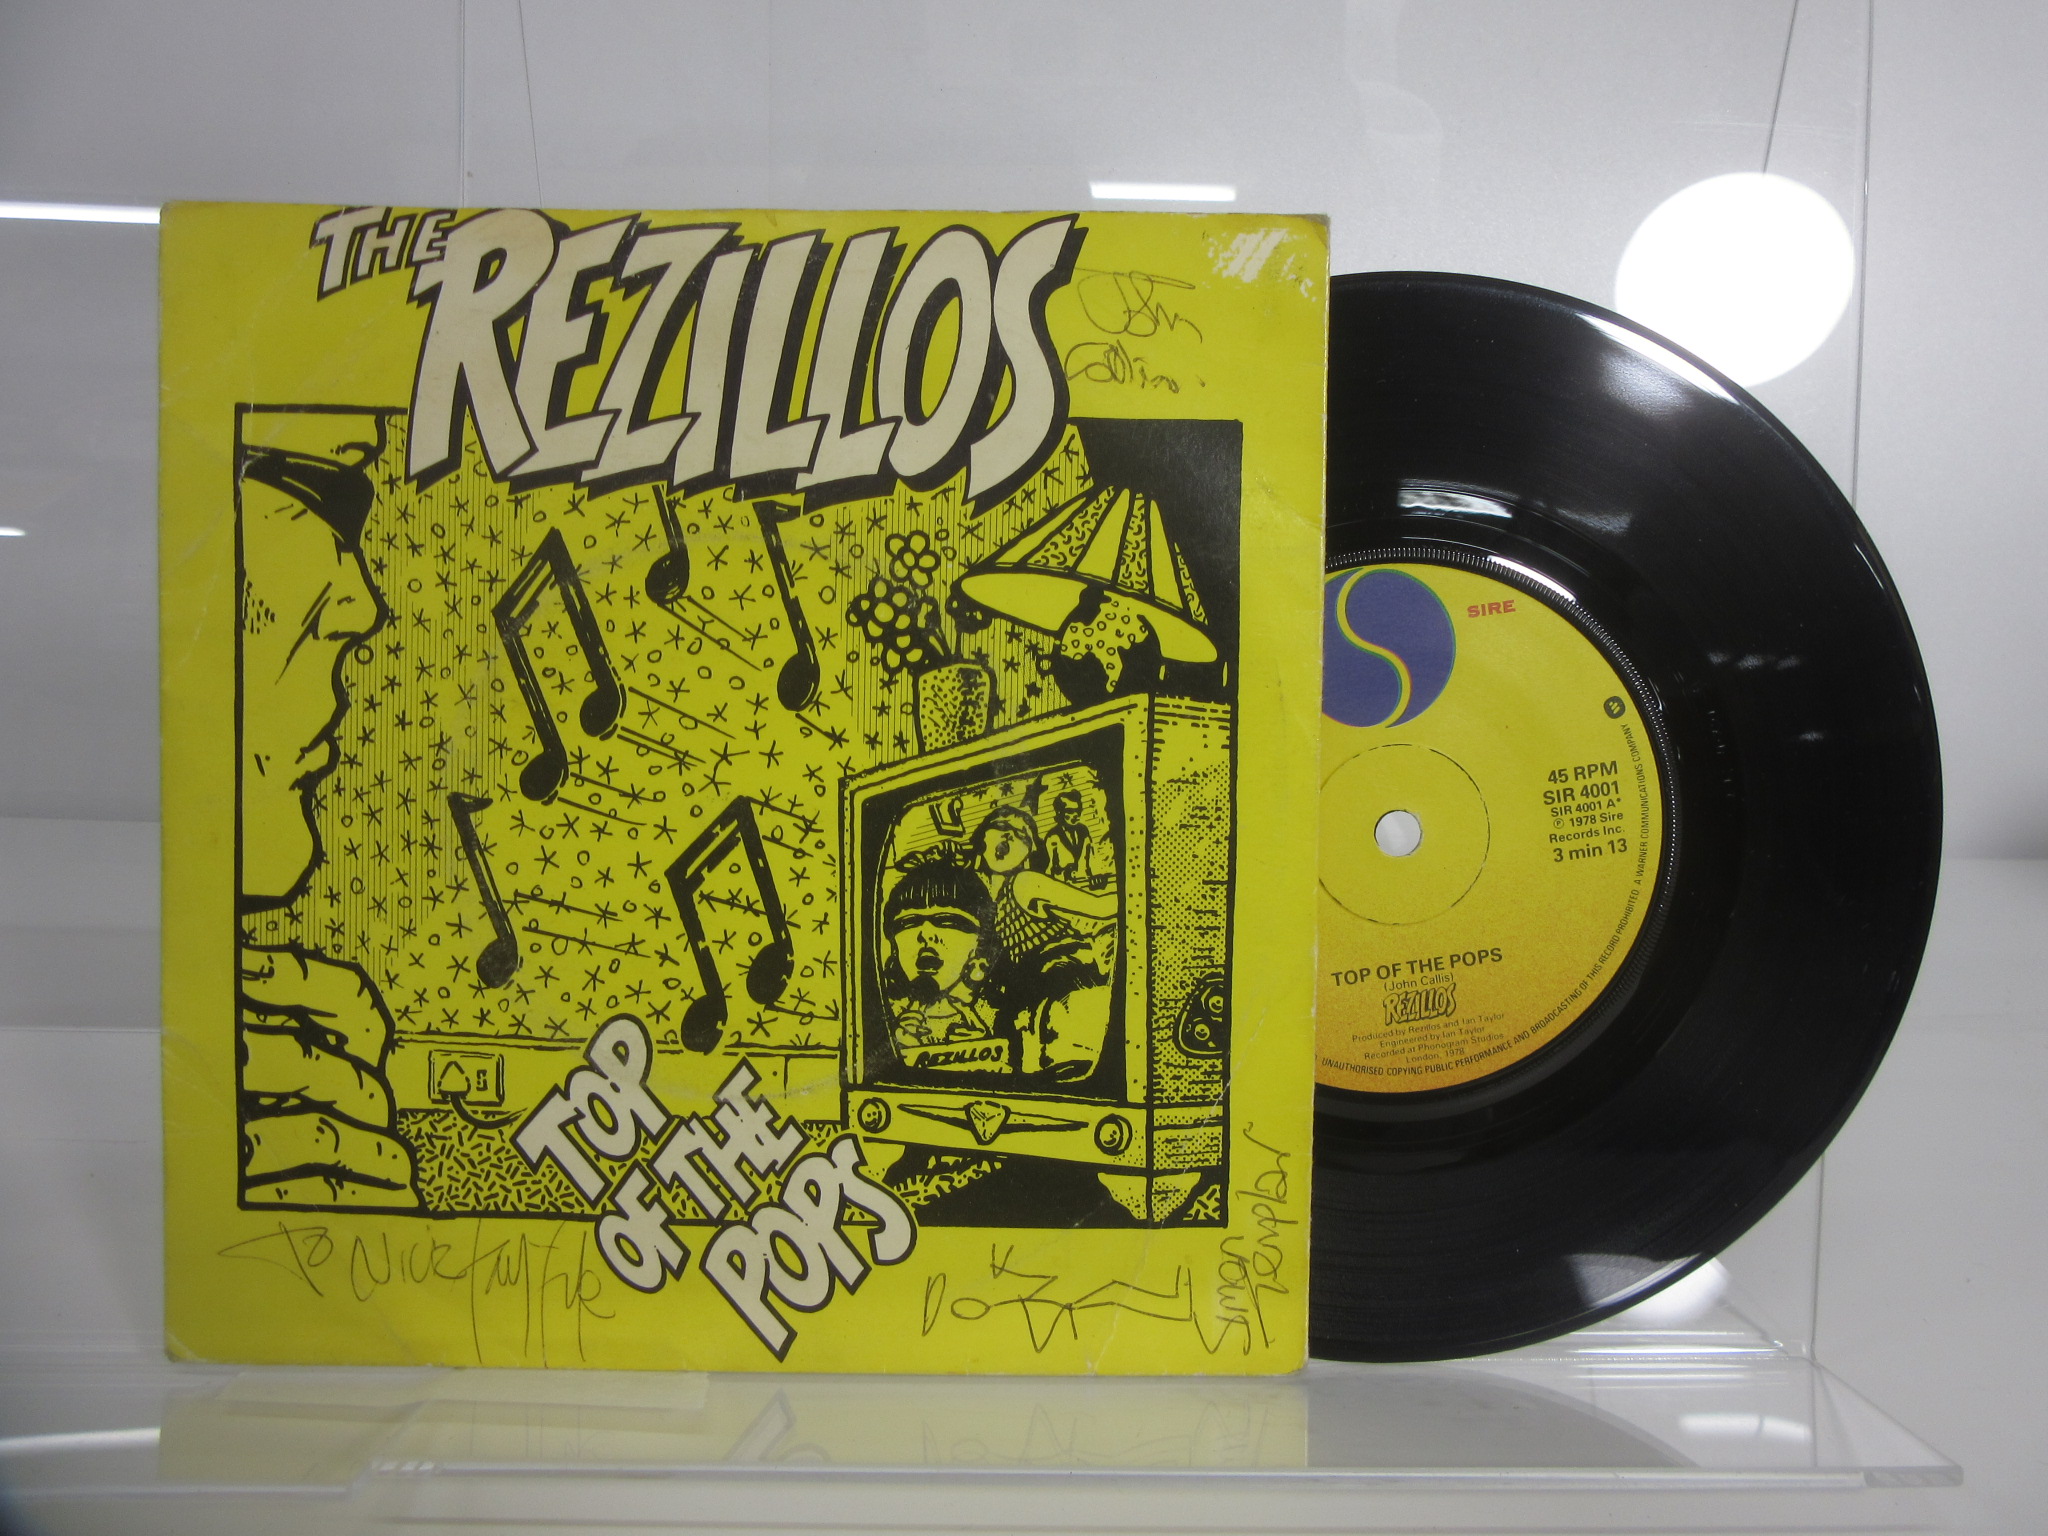 THE REZILLOS
John
REZILLOS
TOP
OF THE
POPS
To Nick
Simon
Templar
SIRE
45 RPM
SIR 4001
SIR 4001 A*
℗ 1978 Sire
Records Inc.
3 min 13
TOP OF THE POPS
(John Callis)
REZILLOS
Produced by Rezillos and Ian Taylor
Engineered by Ian Taylor
Recorded at Phonogram Studios
London, 1978
UNAUTHORISED COPYING PUBLIC PERFORMANCE AND BROADCASTING OF THIS RECORD PROHIBITED. A WARNER COMMUNICATIONS COMPANY